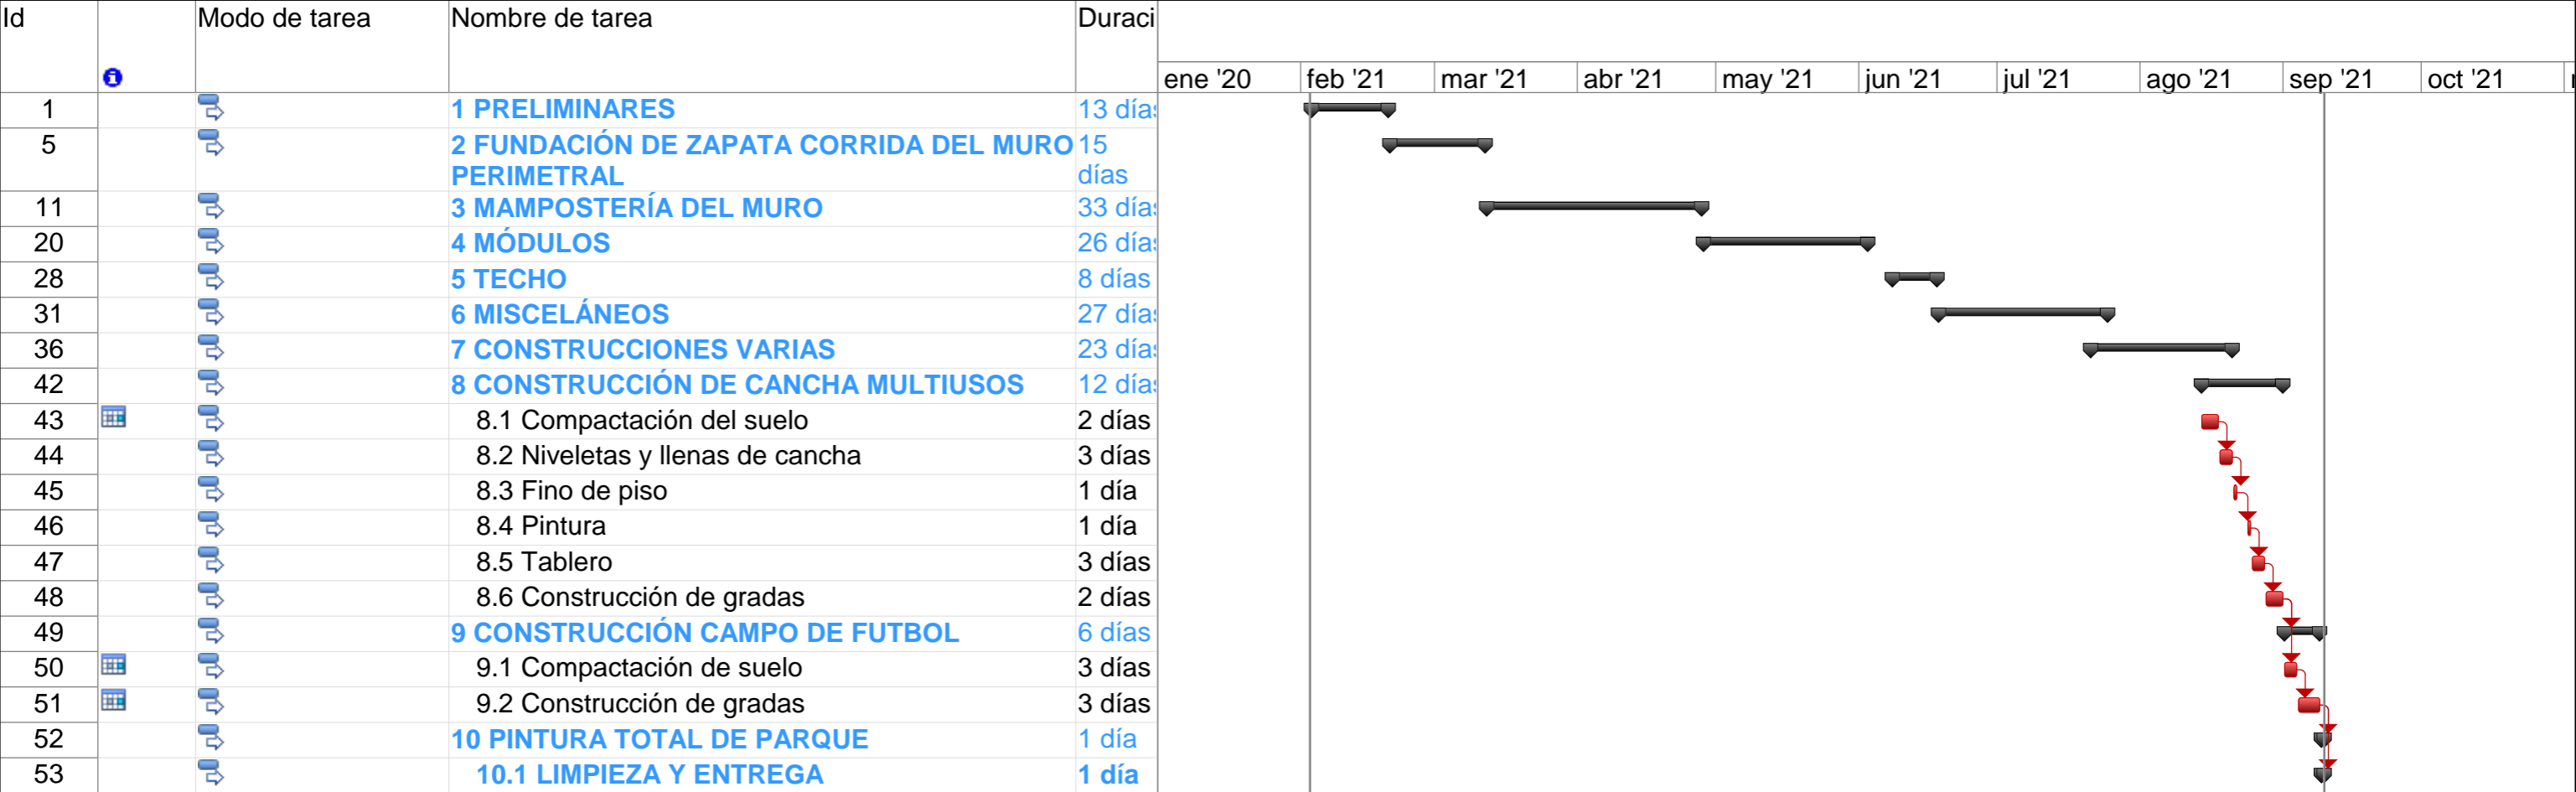 Id Modo de tarea Nombre de tarea Duraci
ene '20 feb '21 mar '21 abr '21 may '21 jun '21 jul '21 ago '21 sep '21 oct '21
1 1 PRELIMINARES 13 días
5 2 FUNDACIÓN DE ZAPATA CORRIDA DEL MURO 15
PERIMETRAL días
11 3 MAMPOSTERÍA DEL MURO 33 días
20 4 MÓDULOS 26 días
28 5 TECHO 8 días
31 6 MISCELÁNEOS 27 días
36 7 CONSTRUCCIONES VARIAS 23 días
42 8 CONSTRUCCIÓN DE CANCHA MULTIUSOS 12 días
43 8.1 Compactación del suelo 2 días
44 8.2 Niveletas y llenas de cancha 3 días
45 8.3 Fino de piso 1 día
46 8.4 Pintura 1 día
47 8.5 Tablero 3 días
48 8.6 Construcción de gradas 2 días
49 9 CONSTRUCCIÓN CAMPO DE FUTBOL 6 días
50 9.1 Compactación de suelo 3 días
51 9.2 Construcción de gradas 3 días
52 10 PINTURA TOTAL DE PARQUE 1 día
53 10.1 LIMPIEZA Y ENTREGA 1 día